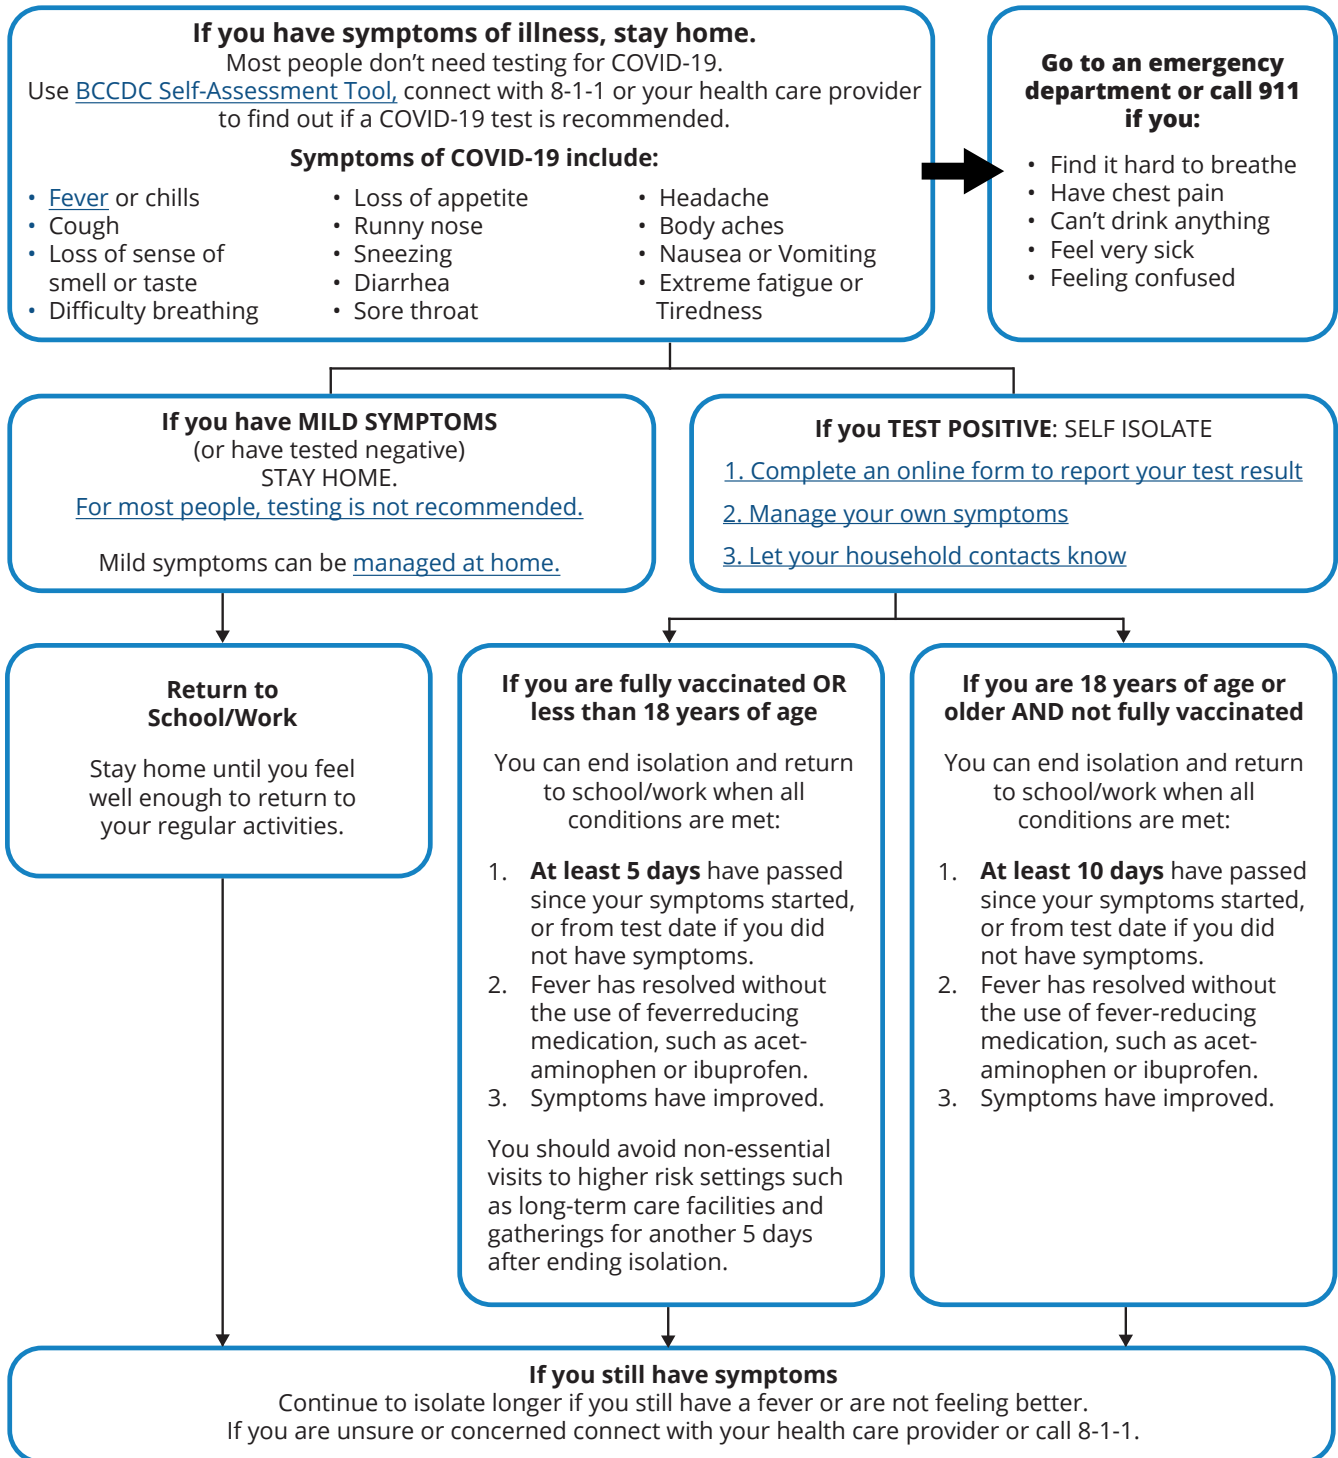 If you have symptoms of illness, stay home.
Most people don’t need testing for COVID-19.
Use BCCDC Self-Assessment Tool, connect with 8-1-1 or your health care provider
to find out if a COVID-19 test is recommended.
Symptoms of COVID-19 include:
• Fever or chills
• Cough
• Loss of sense of
smell or taste
• Difficulty breathing
• Loss of appetite
• Runny nose
• Sneezing
• Diarrhea
• Sore throat
• Headache
• Body aches
• Nausea or Vomiting
• Extreme fatigue or
Tiredness
Go to an emergency
department or call 911
if you:
• Find it hard to breathe
• Have chest pain
• Can’t drink anything
• Feel very sick
• Feeling confused
If you have MILD SYMPTOMS
(or have tested negative)
STAY HOME.
For most people, testing is not recommended.
Mild symptoms can be managed at home.
If you TEST POSITIVE: SELF ISOLATE
1. Complete an online form to report your test result
2. Manage your own symptoms
3. Let your household contacts know
Return to
School/Work
Stay home until you feel
well enough to return to
your regular activities.
If you are fully vaccinated OR
less than 18 years of age
You can end isolation and return
to school/work when all
conditions are met:
1. At least 5 days have passed
since your symptoms started,
or from test date if you did
not have symptoms.
2. Fever has resolved without
the use of feverreducing
medication, such as acet-
aminophen or ibuprofen.
3. Symptoms have improved.
You should avoid non-essential
visits to higher risk settings such
as long-term care facilities and
gatherings for another 5 days
after ending isolation.
If you are 18 years of age or
older AND not fully vaccinated
You can end isolation and return
to school/work when all
conditions are met:
1. At least 10 days have passed
since your symptoms started,
or from test date if you did
not have symptoms.
2. Fever has resolved without
the use of fever-reducing
medication, such as acet-
aminophen or ibuprofen.
3. Symptoms have improved.
If you still have symptoms
Continue to isolate longer if you still have a fever or are not feeling better.
If you are unsure or concerned connect with your health care provider or call 8-1-1.